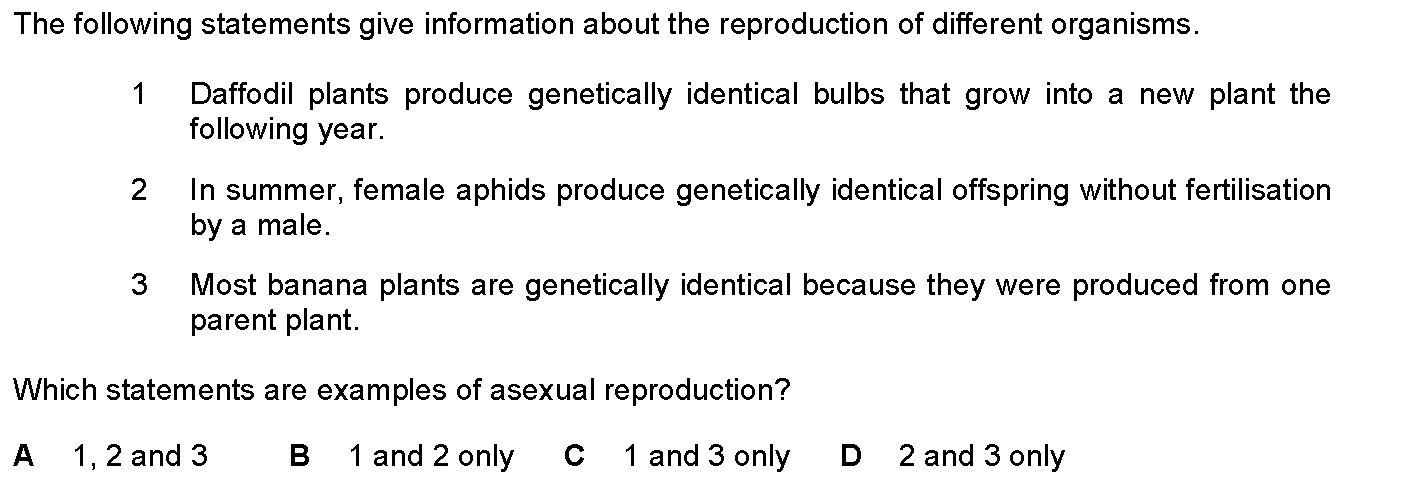 The following statements give information about the reproduction of different organisms.
1 Daffodil plants produce genetically identical bulbs that grow into a new plant the
following year.
2 In summer, female aphids produce genetically identical offspring without fertilisation
by a male.
3 Most banana plants are genetically identical because they were produced from one
parent plant.
Which statements are examples of asexual reproduction?
A 1, 2 and 3 B 1 and 2 only C 1 and 3 only D 2 and 3 only